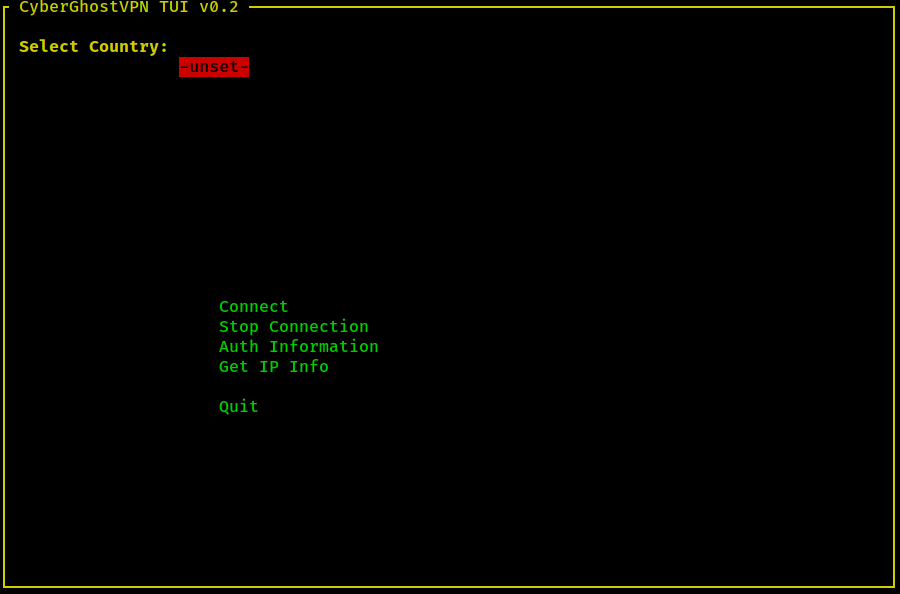 CyberGhostVPN TUI v0.2
Select Country:
-unset-
Connect
Stop Connection
Auth Information
Get IP Info
Quit